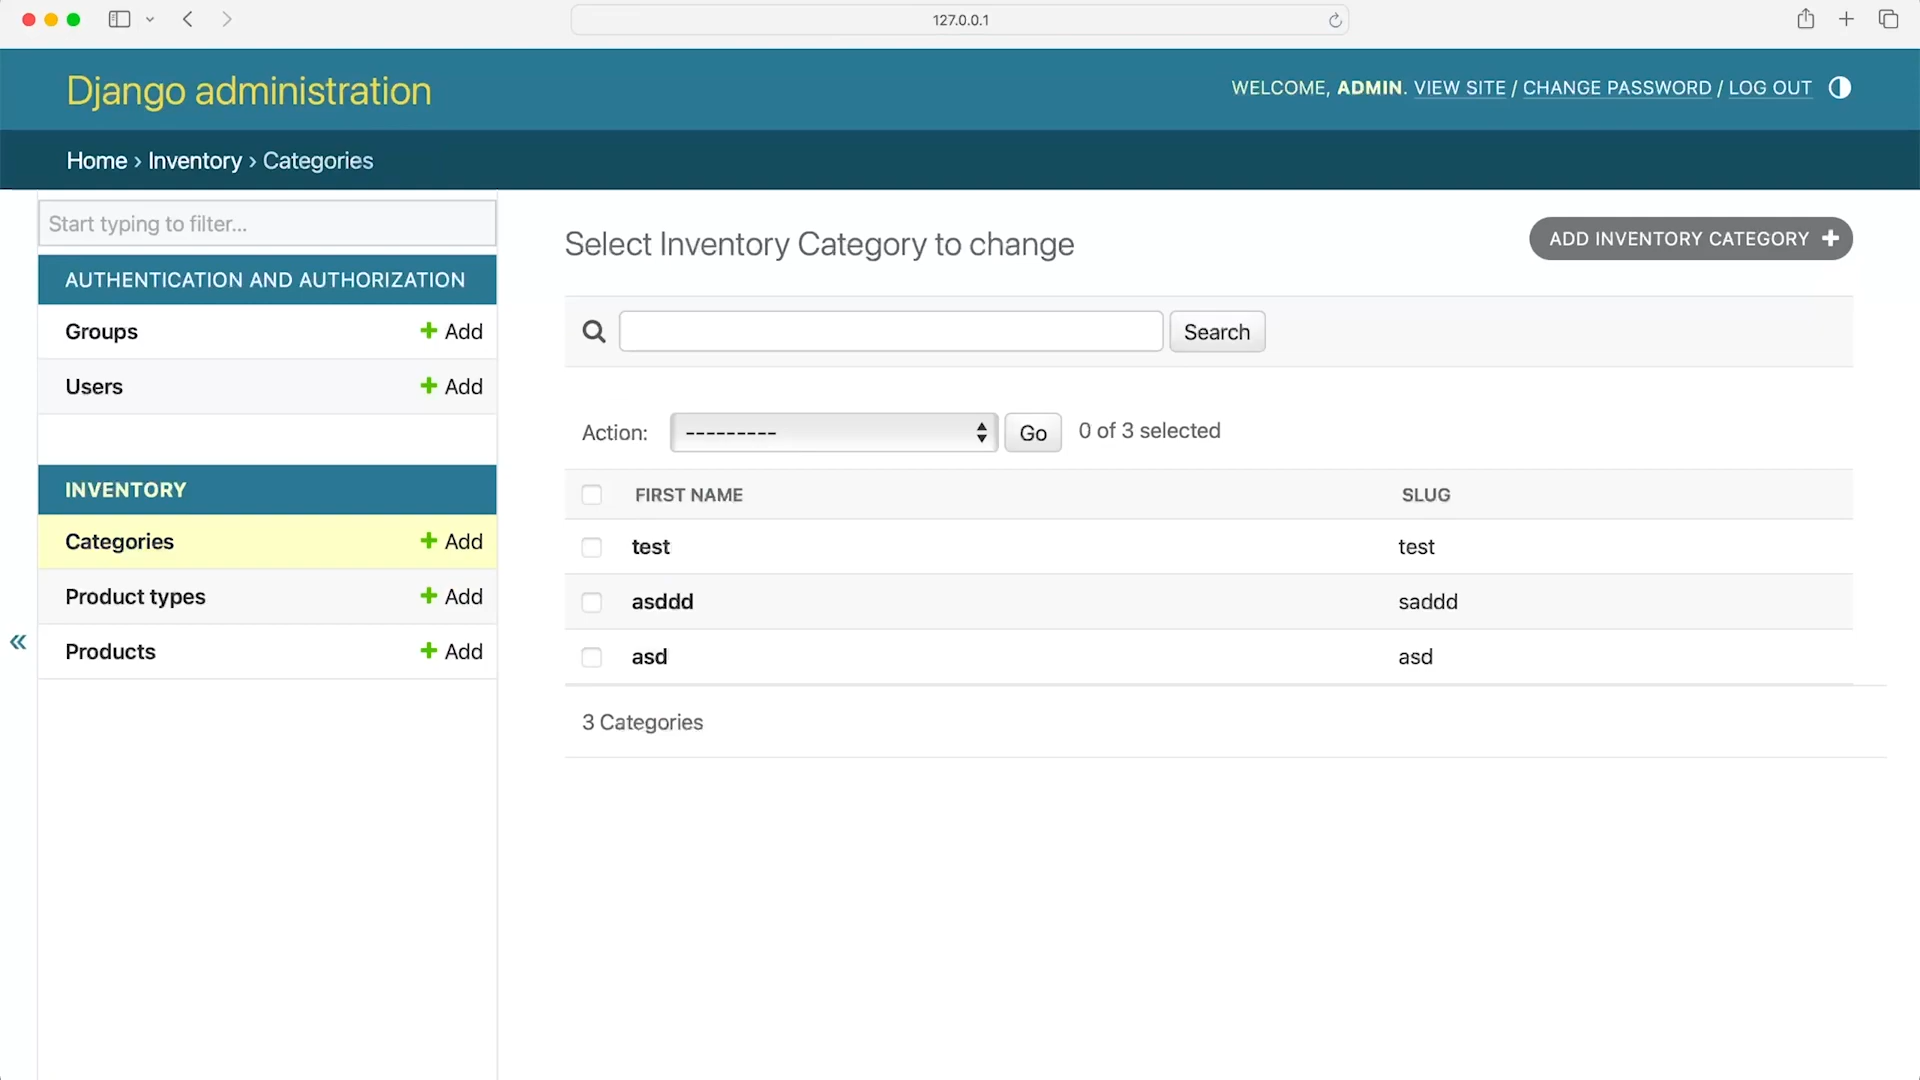 127.0.0.1
Django administration
WELCOME, ADMIN. VIEW SITE / CHANGE PASSWORD / LOG OUT
Home › Inventory › Categories
Start typing to filter...
AUTHENTICATION AND AUTHORIZATION
Groups + Add
Users + Add
INVENTORY
Categories + Add
Product types + Add
Products + Add
«
Select Inventory Category to change
ADD INVENTORY CATEGORY +
Search
Action: --------- Go 0 of 3 selected
FIRST NAME SLUG
test test
asddd saddd
asd asd
3 Categories